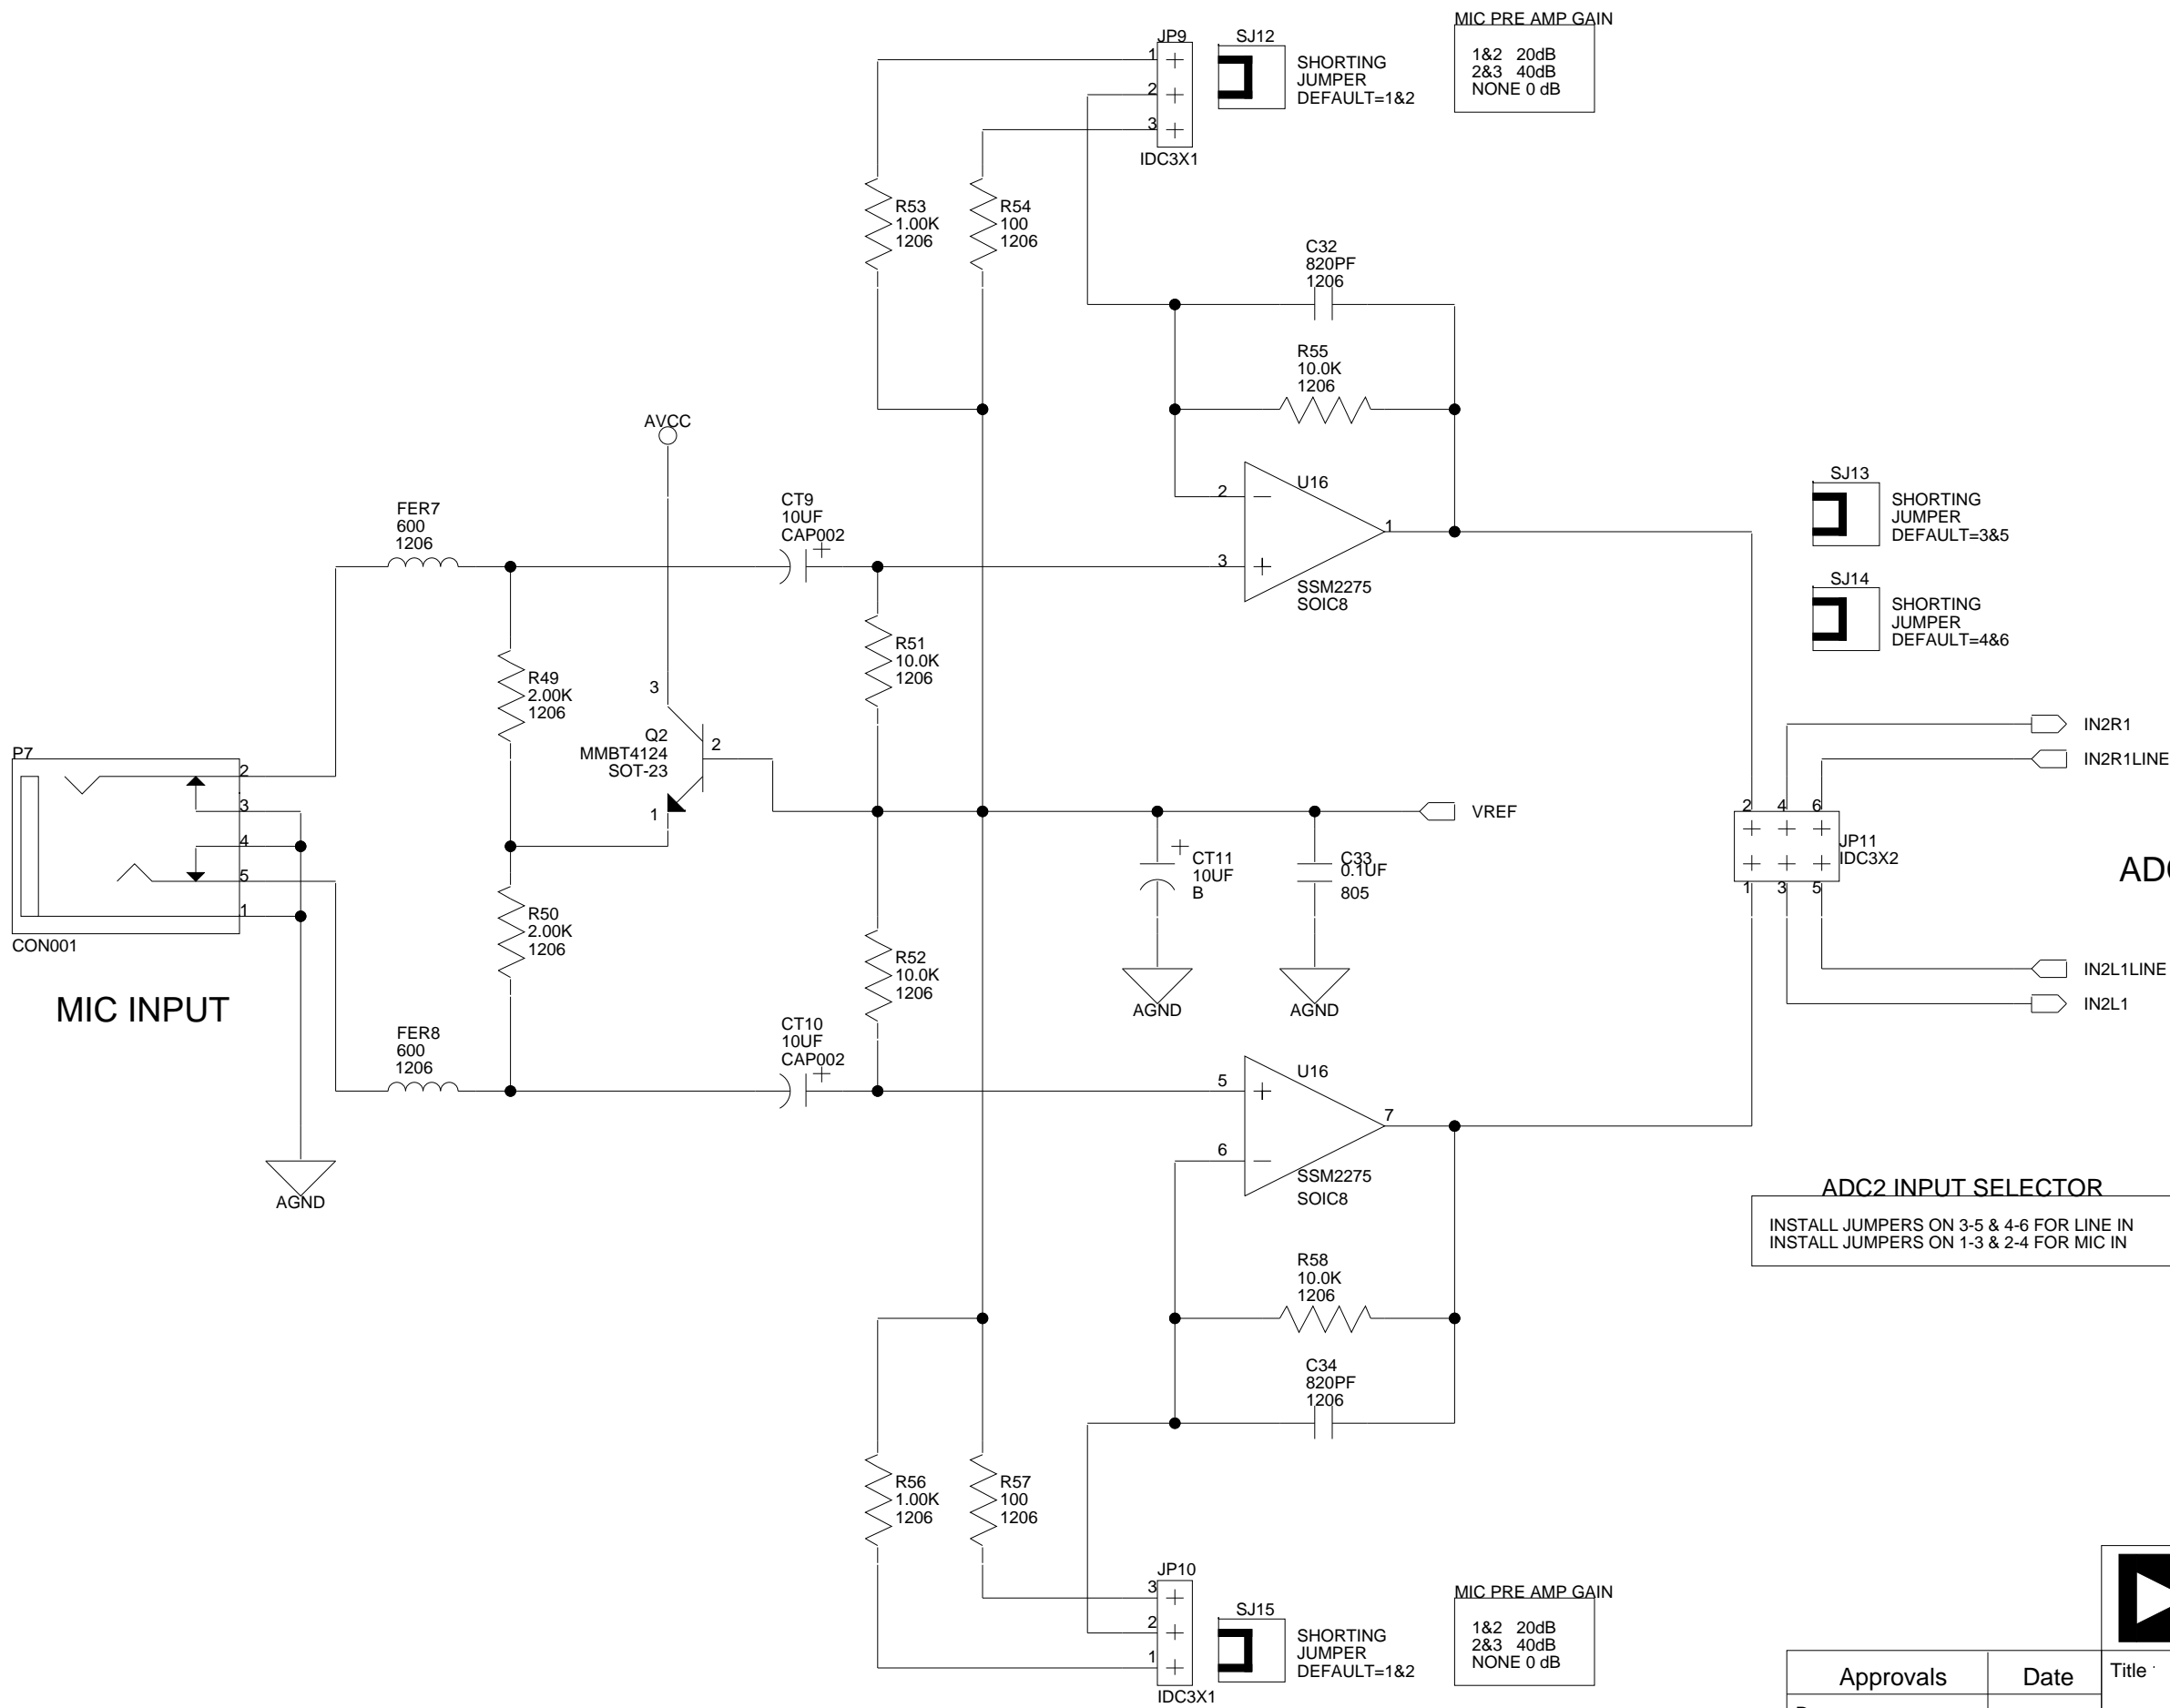 MIC PRE AMP GAIN
1&2 20dB
2&3 40dB
NONE 0 dB
JP9
1
2
3
IDC3X1
SJ12
SHORTING
JUMPER
DEFAULT=1&2
R53
1.00K
1206
R54
100
1206
C32
820PF
1206
R55
10.0K
1206
AVCC
FER7
600
1206
CT9
10UF
CAP002
U16
2
3
1
SSM2275
SOIC8
SJ13
SHORTING
JUMPER
DEFAULT=3&5
SJ14
SHORTING
JUMPER
DEFAULT=4&6
R49
2.00K
1206
R51
10.0K
1206
3
Q2
MMBT4124
SOT-23
2
1
P7
2
3
4
5
1
CON001
MIC INPUT
VREF
IN2R1
IN2R1LINE
2 4 6
JP11
IDC3X2
1 3 5
IN2L1LINE
IN2L1
CT11
10UF
B
C33
0.1UF
805
AGND
AGND
R50
2.00K
1206
R52
10.0K
1206
FER8
600
1206
CT10
10UF
CAP002
AGND
U16
5
6
7
SSM2275
SOIC8
ADC2 INPUT SELECTOR
INSTALL JUMPERS ON 3-5 & 4-6 FOR LINE IN
INSTALL JUMPERS ON 1-3 & 2-4 FOR MIC IN
R58
10.0K
1206
C34
820PF
1206
R56
1.00K
1206
R57
100
1206
JP10
3
2
1
IDC3X1
SJ15
SHORTING
JUMPER
DEFAULT=1&2
MIC PRE AMP GAIN
1&2 20dB
2&3 40dB
NONE 0 dB
Approvals
Date
Title